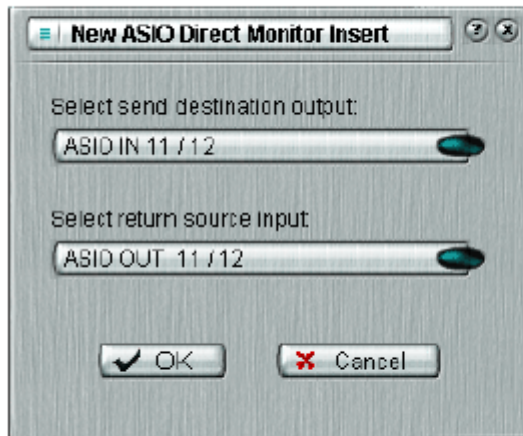 New ASIO Direct Monitor Insert
Select send destination output:
ASIO IN 11 / 12
Select return source input:
ASIO OUT 11 / 12
OK
Cancel